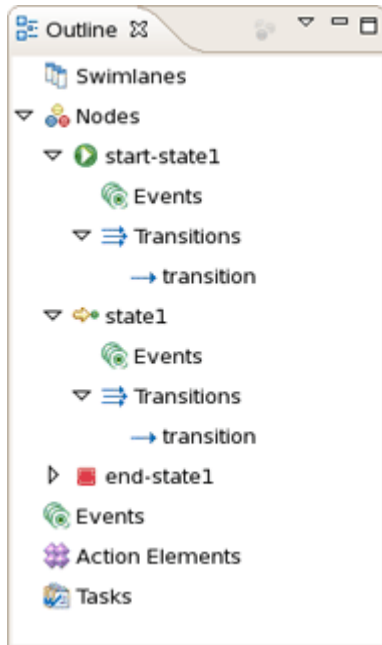 Outline
Swimlanes
Nodes
start-state1
Events
Transitions
transition
state1
Events
Transitions
transition
end-state1
Events
Action Elements
Tasks